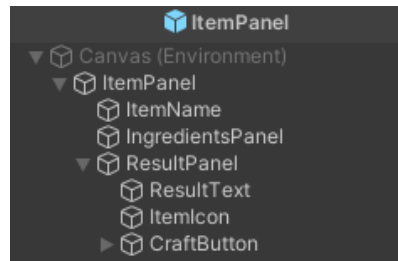 ItemPanel
Canvas (Environment)
ItemPanel
ItemName
IngredientsPanel
ResultPanel
ResultText
ItemIcon
CraftButton